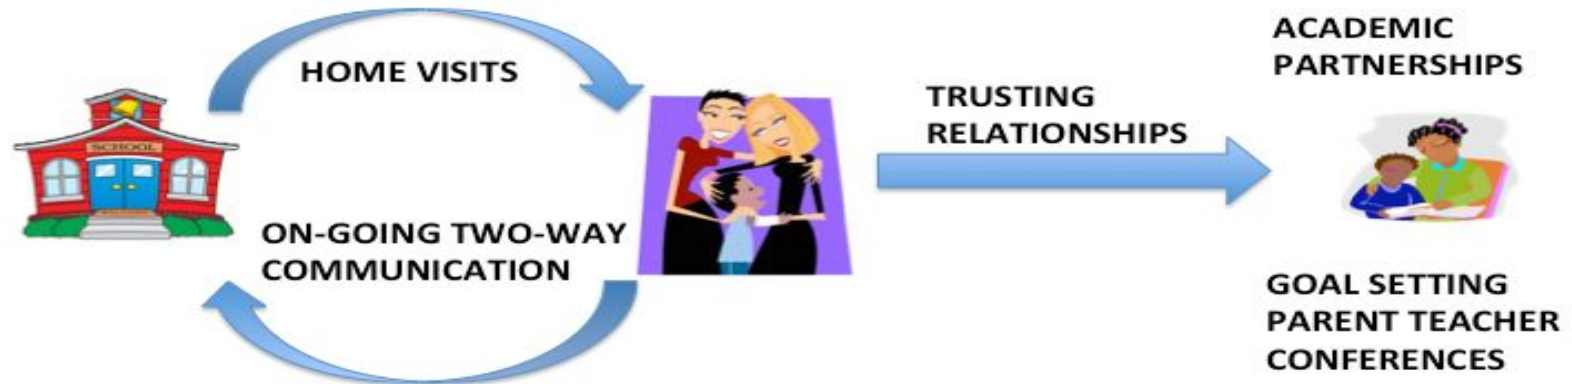 HOME VISITS
SCHOOL
ON-GOING TWO-WAY
COMMUNICATION
TRUSTING
RELATIONSHIPS
ACADEMIC
PARTNERSHIPS
GOAL SETTING
PARENT TEACHER
CONFERENCES